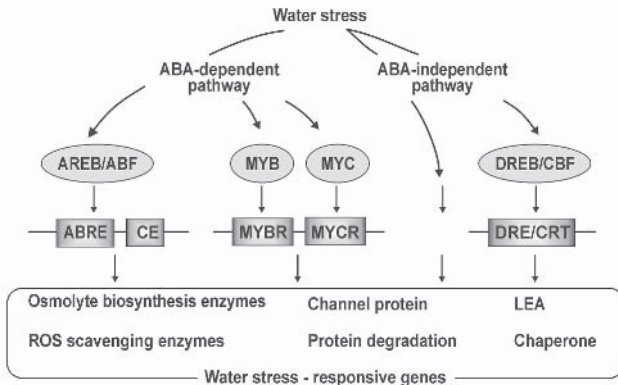 Water stress
ABA-dependent
pathway
ABA-independent
pathway
AREB/ABF
MYB
MYC
DREB/CBF
ABRE
CE
MYBR
MYCR
DRE/CRT
Osmolyte biosynthesis enzymes
Channel protein
LEA
ROS scavenging enzymes
Protein degradation
Chaperone
Water stress - responsive genes